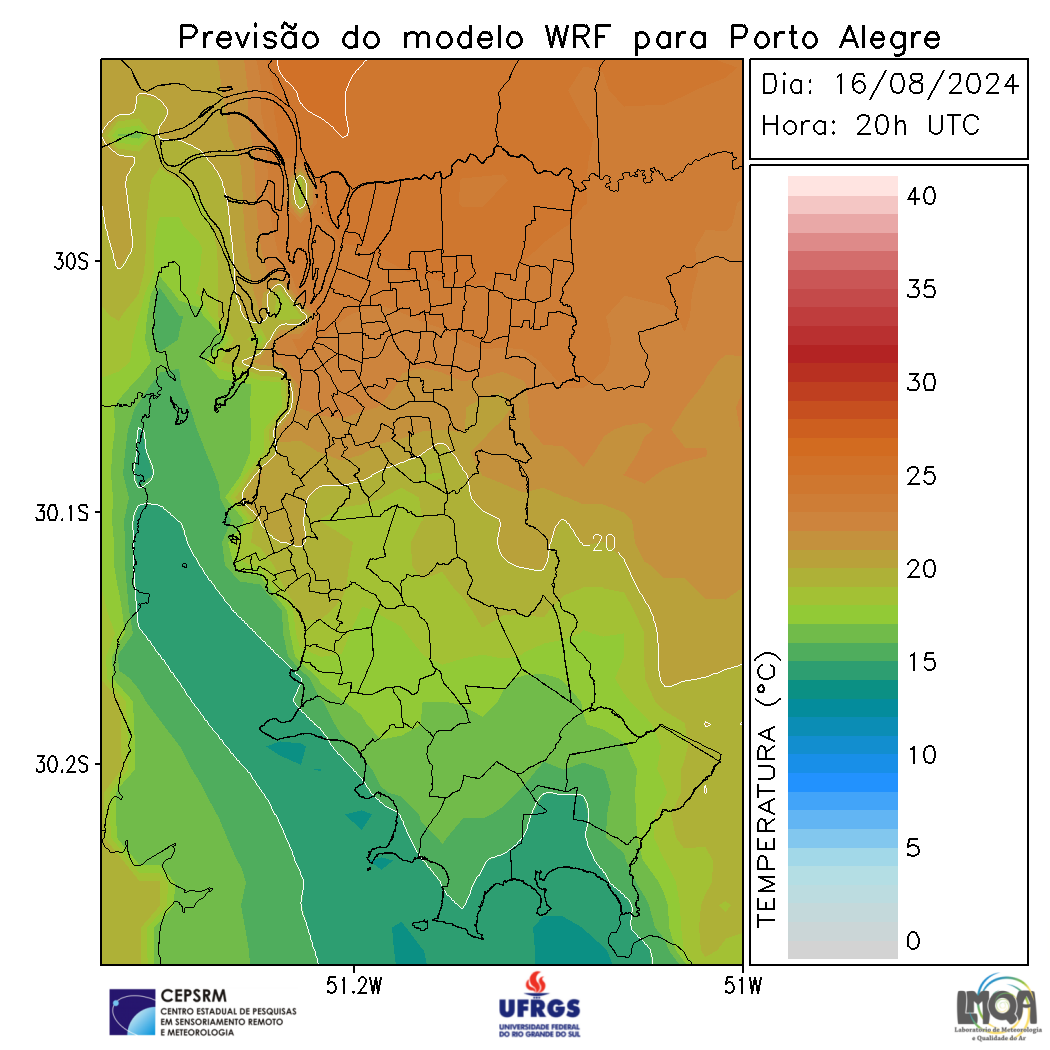 Previsão do modelo WRF para Porto Alegre
Dia: 16/08/2024
Hora: 20h UTC
30S
30.1S
30.2S
51.2W
51W
20
TEMPERATURA (°C)
40
35
30
25
20
15
10
5
0
CEPSRM
CENTRO ESTADUAL DE PESQUISAS
EM SENSORIAMENTO REMOTO
E METEOROLOGIA
UFRGS
UNIVERSIDADE FEDERAL
DO RIO GRANDE DO SUL
LMQA
Laboratório de Meteorologia
e Qualidade do Ar